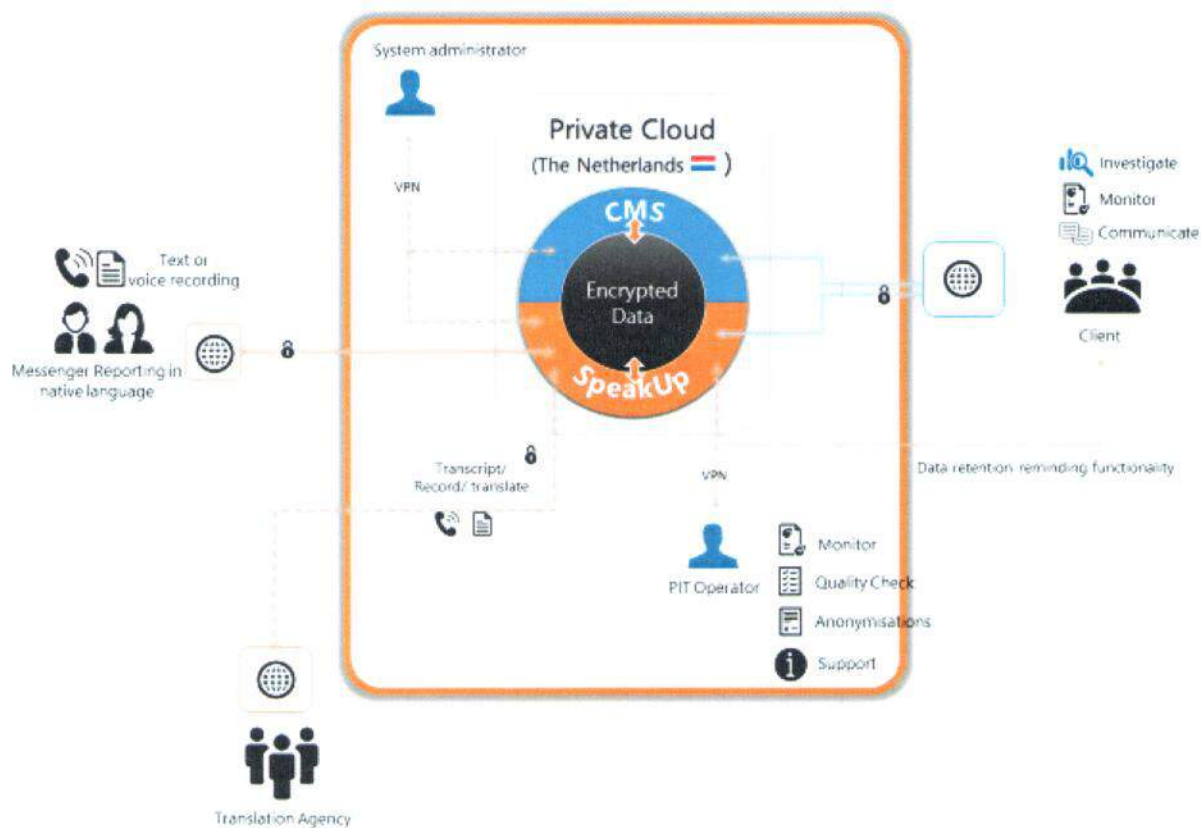 System administrator
Private Cloud
(The Netherlands )
VPN
CMS
Encrypted
Data
SpeakUp
Text or
voice recording
Messenger Reporting in
native language
Investigate
Monitor
Communicate
Client
Transcript/
Record/ translate
VPN
Data retention reminding functionality
PIT Operator
Monitor
Quality Check
Anonymisations
Support
Translation Agency